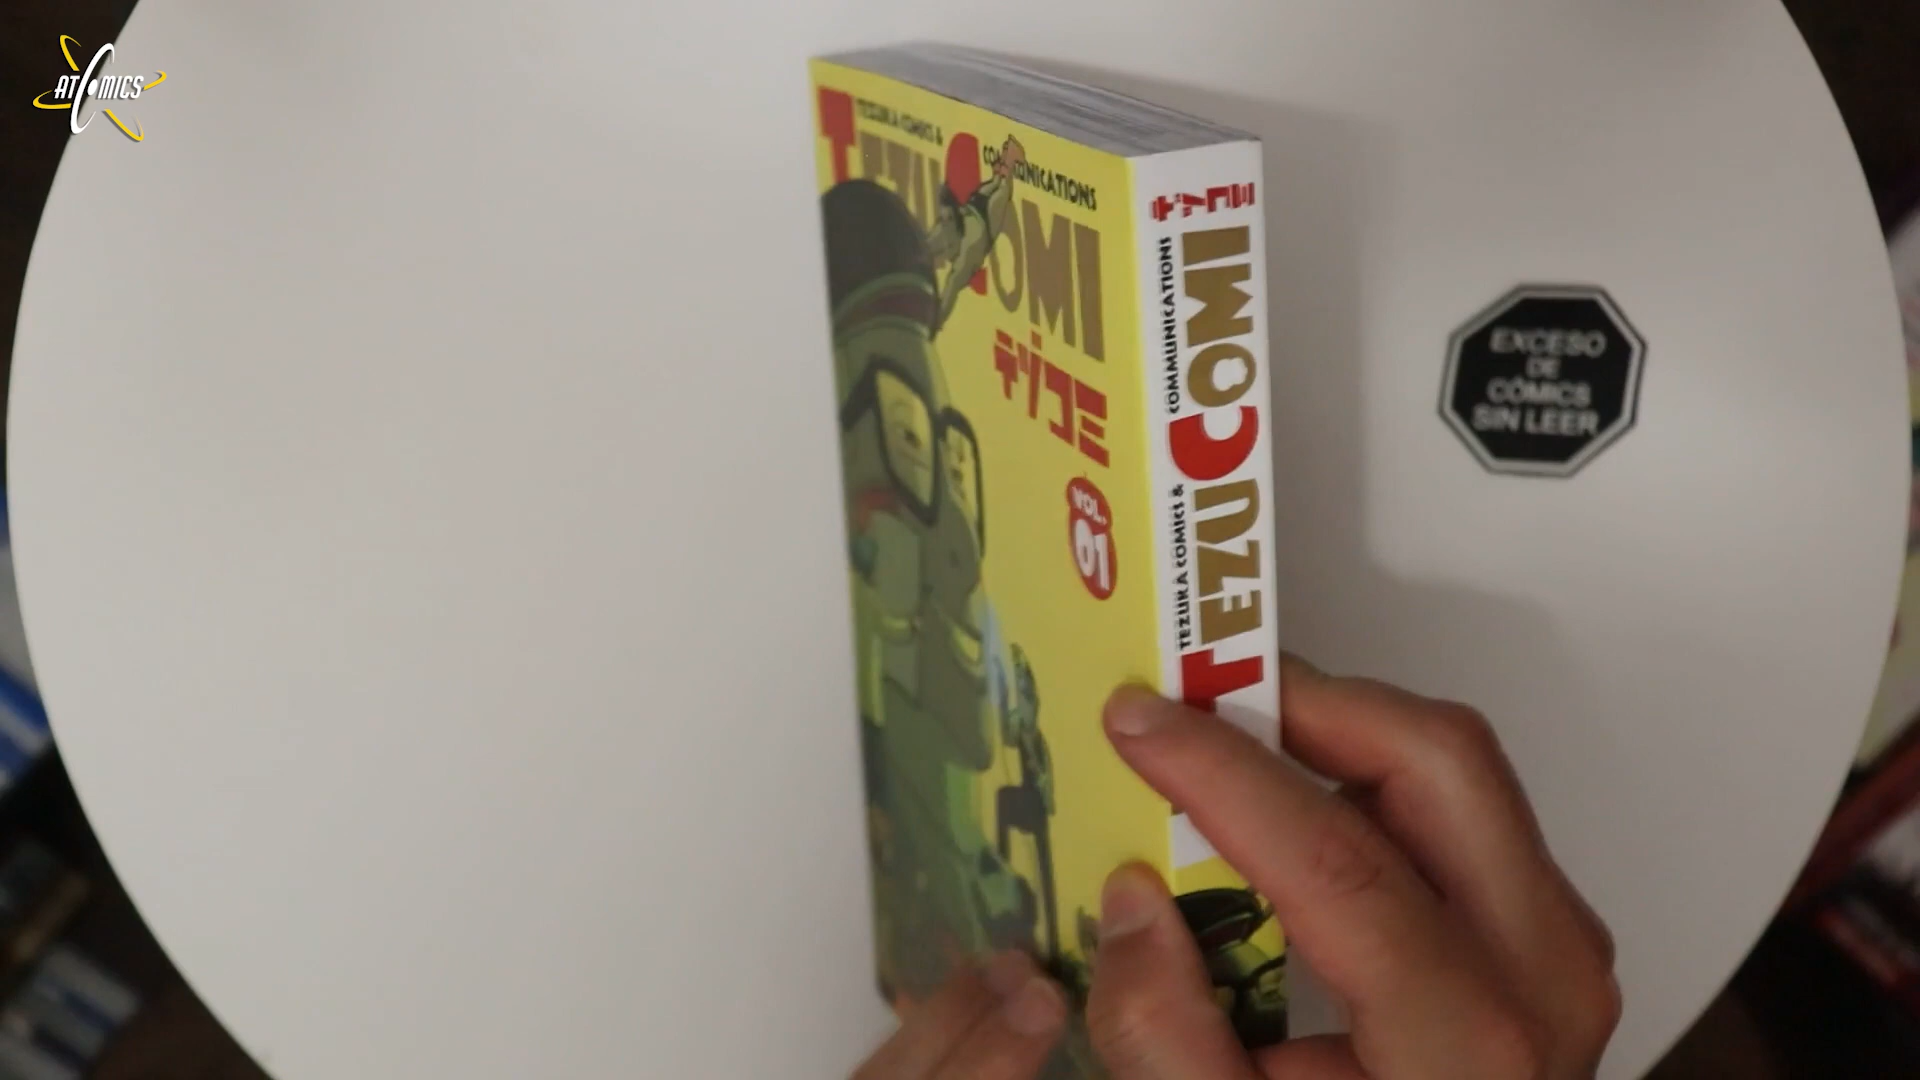 ATCOMICS
TEZUKA COMICS &
COMMUNICATIONS
TEZUCOMI
テヅコミ
VOL.
01
テヅコミ
TEZUKA COMICS & COMMUNICATIONS
TEZUCOMI
EXCESO
DE
CÓMICS
SIN LEER